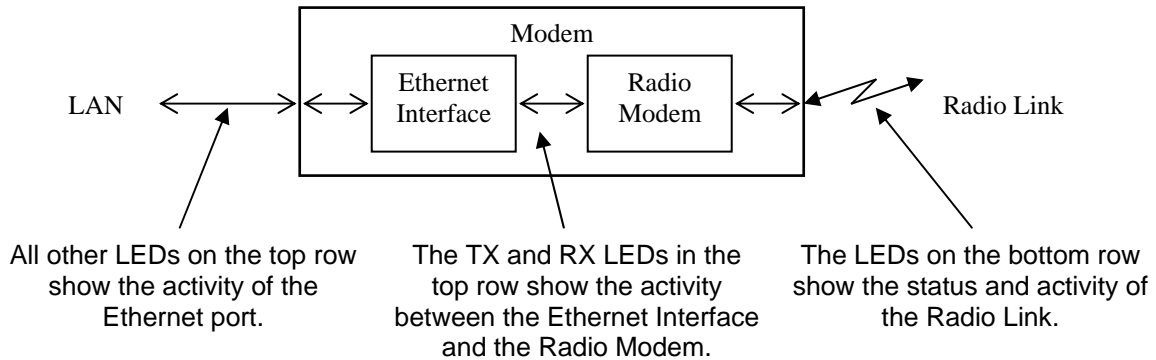 Modem
LAN
Ethernet
Interface
Radio
Modem
Radio Link
All other LEDs on the top row
show the activity of the
Ethernet port.
The TX and RX LEDs in the
top row show the activity
between the Ethernet Interface
and the Radio Modem.
The LEDs on the bottom row
show the status and activity of
the Radio Link.